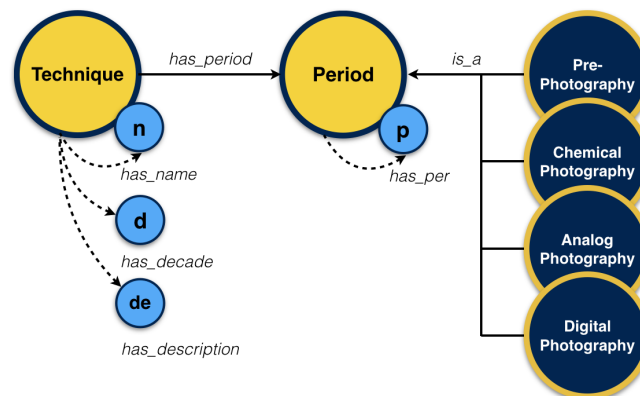 Technique
has_period
Period
is_a
Pre-
Photography
n
has_name
p
has_per
Chemical
Photography
d
has_decade
Analog
Photography
de
has_description
Digital
Photography